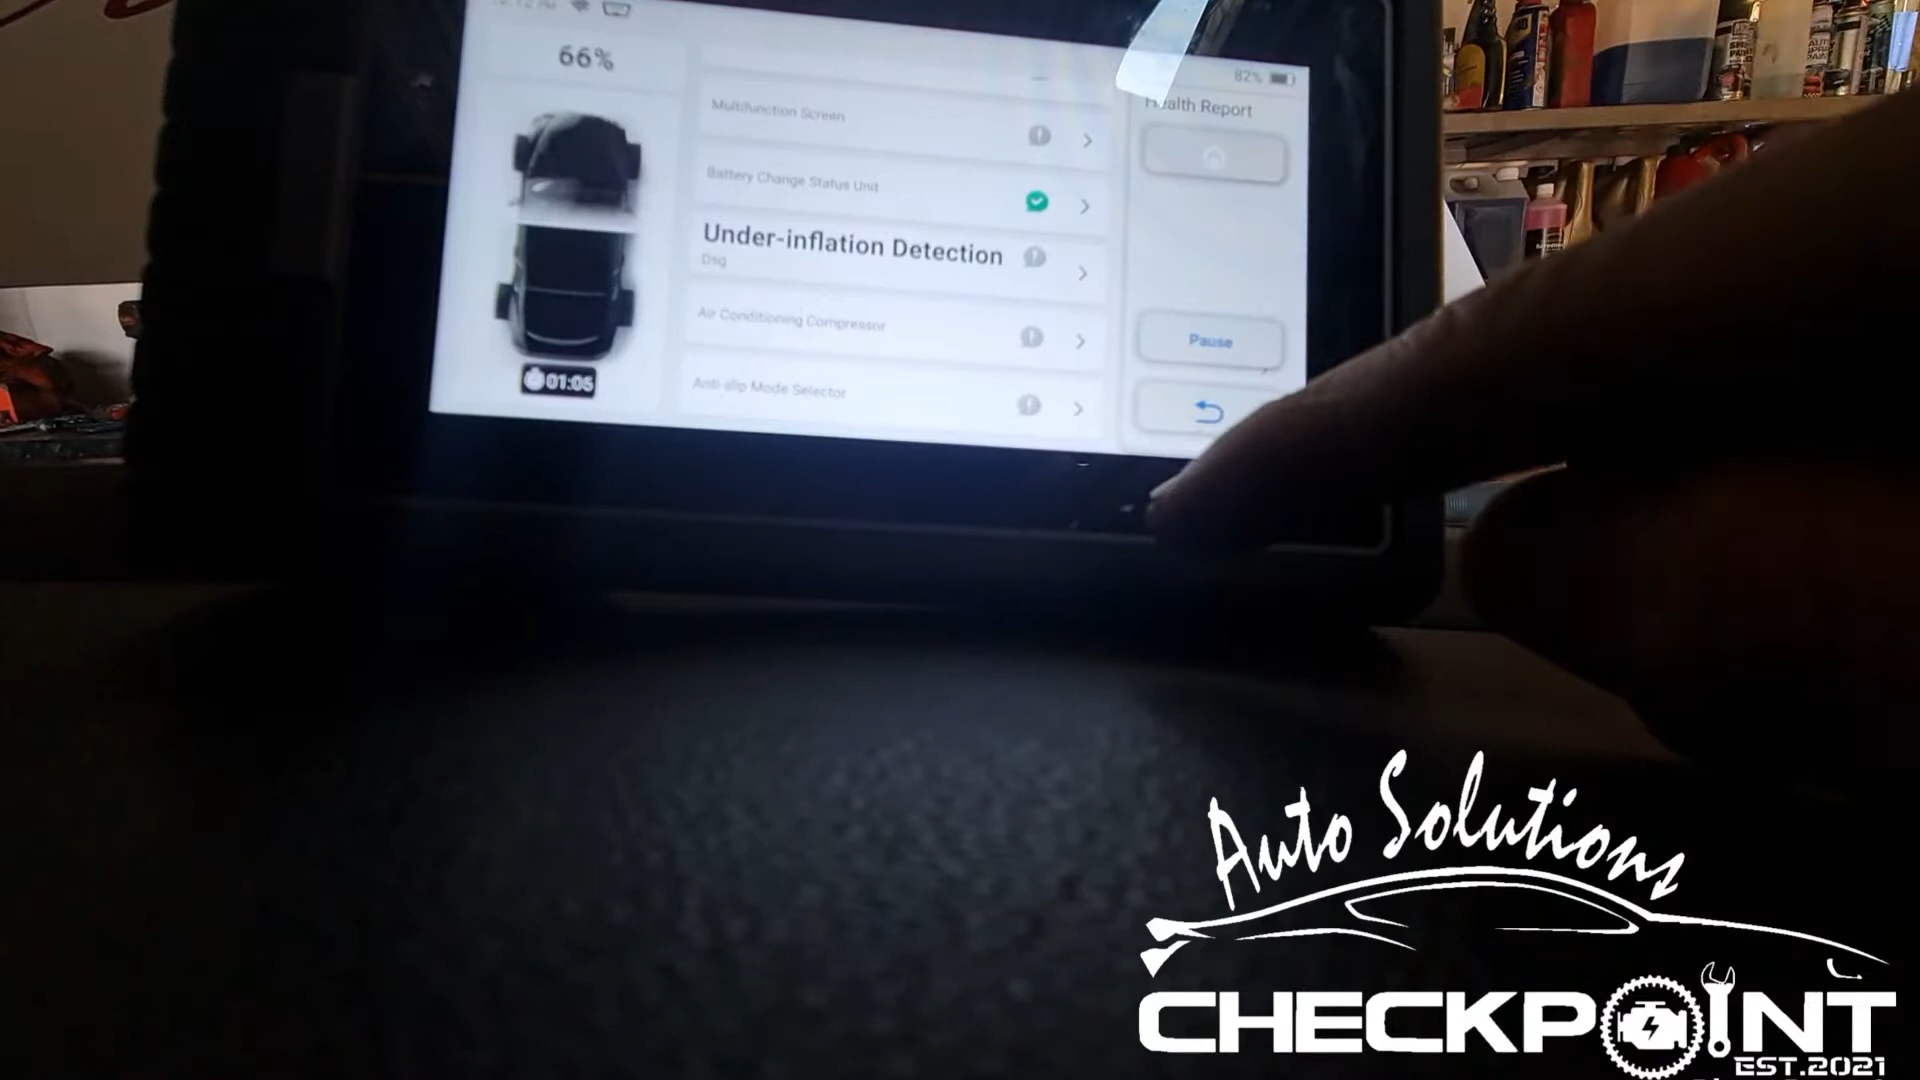 66%
82%
Health Report
Multifunction Screen
Battery Change Status Unit
Under-inflation Detection
Dsg
Air Conditioning Compressor
Anti-slip Mode Selector
Pause
01:05
Auto Solutions
CHECKPOINT
EST.2021